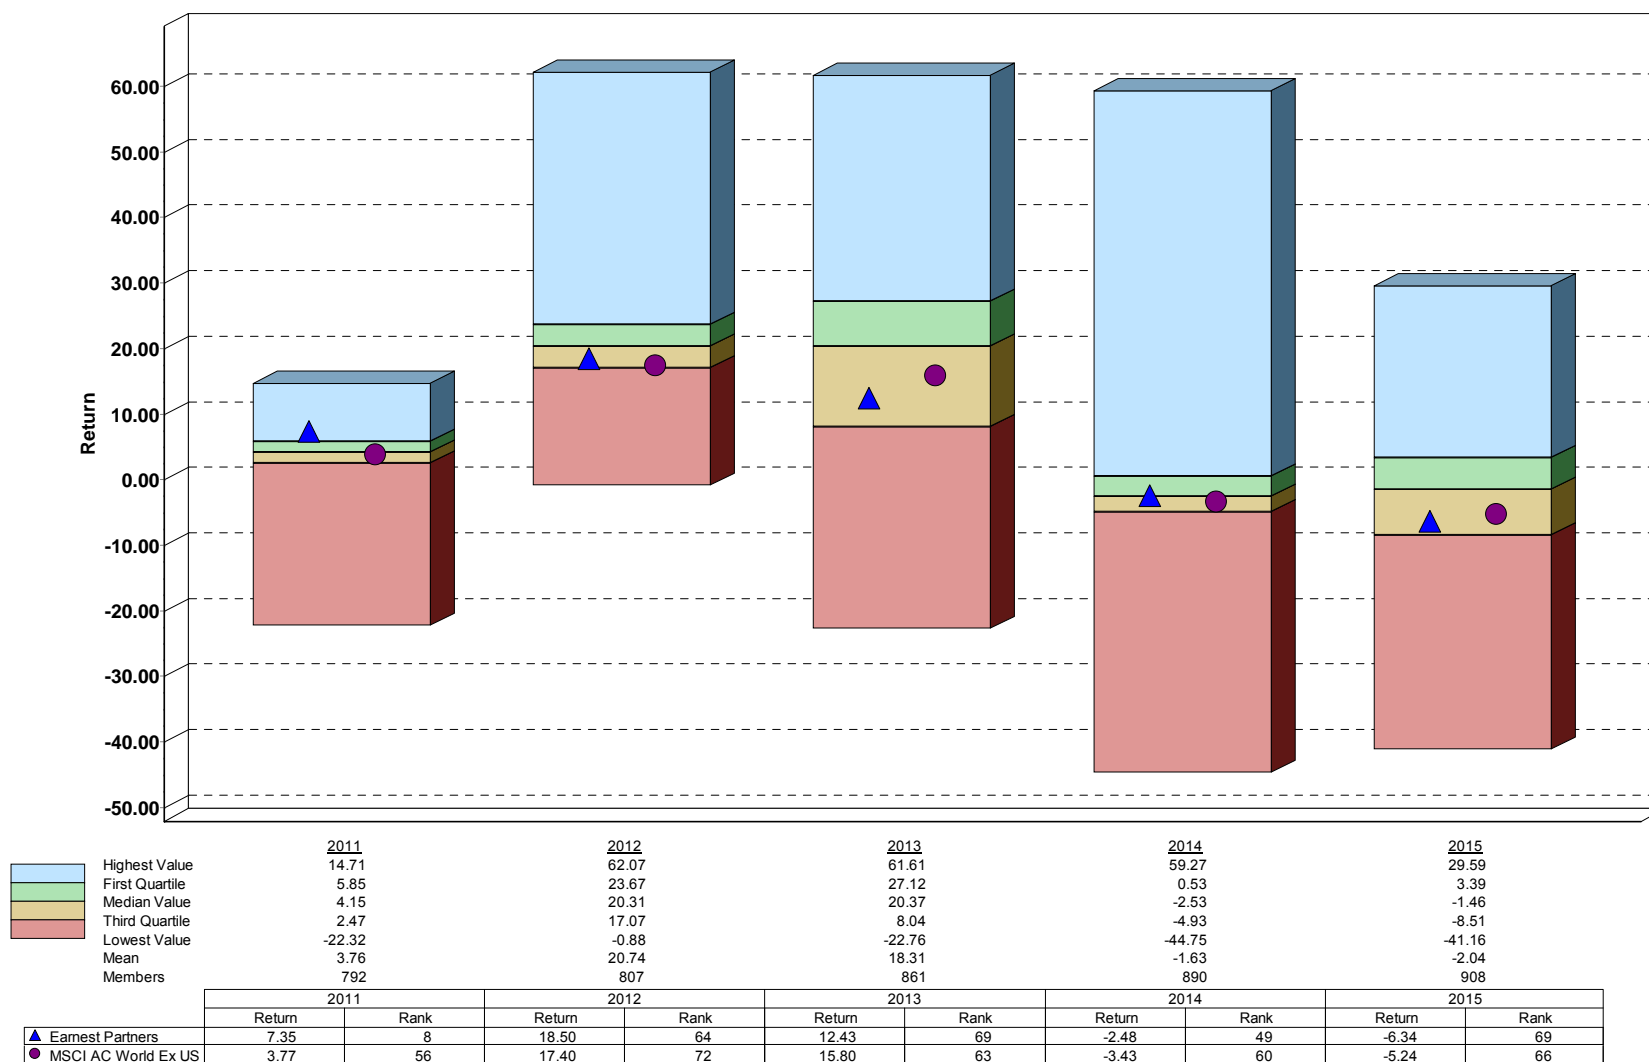 60.00
50.00
40.00
30.00
20.00
10.00
0.00
-10.00
-20.00
-30.00
-40.00
-50.00
Return
2011 2012 2013 2014 2015
Highest Value 14.71 62.07 61.61 59.27 29.59
First Quartile 5.85 23.67 27.12 0.53 3.39
Median Value 4.15 20.31 20.37 -2.53 -1.46
Third Quartile 2.47 17.07 8.04 -4.93 -8.51
Lowest Value -22.32 -0.88 -22.76 -44.75 -41.16
Mean 3.76 20.74 18.31 -1.63 -2.04
Members 792 807 861 890 908
2011 2012 2013 2014 2015
Return Rank Return Rank Return Rank Return Rank Return Rank
Earnest Partners 7.35 8 18.50 64 12.43 69 -2.48 49 -6.34 69
MSCI AC World Ex US 3.77 56 17.40 72 15.80 63 -3.43 60 -5.24 66